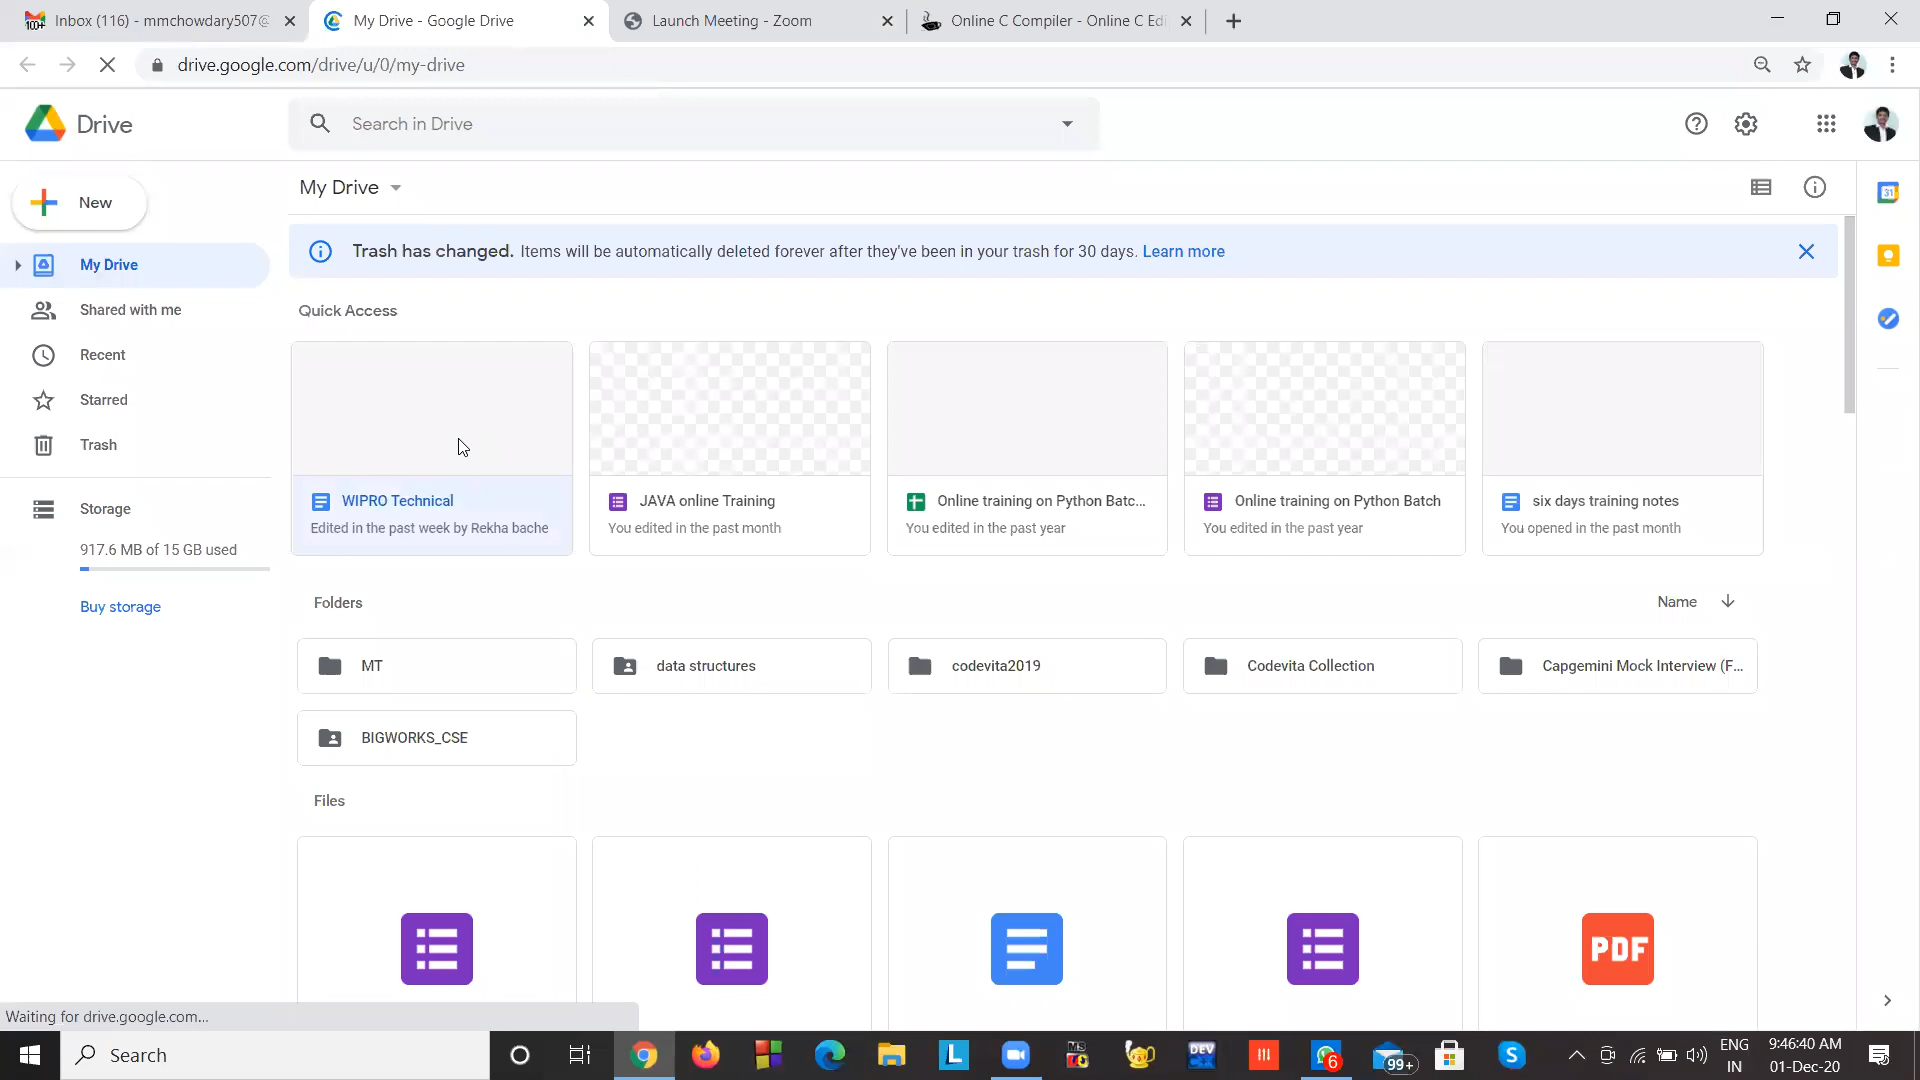 Inbox (116) - mmchowdary507@
My Drive - Google Drive
Launch Meeting - Zoom
Online C Compiler - Online C Edi
drive.google.com/drive/u/0/my-drive
Drive
Search in Drive
New
My Drive
Trash has changed. Items will be automatically deleted forever after they've been in your trash for 30 days. Learn more
My Drive
Shared with me
Recent
Starred
Trash
Storage
917.6 MB of 15 GB used
Buy storage
Quick Access
WIPRO Technical
Edited in the past week by Rekha bache
JAVA online Training
You edited in the past month
Online training on Python Batc...
You edited in the past year
Online training on Python Batch
You edited in the past year
six days training notes
You opened in the past month
Folders
Name
MT
data structures
codevita2019
Codevita Collection
Capgemini Mock Interview (F...
BIGWORKS_CSE
Files
PDF
31
Waiting for drive.google.com...
Search
L
MS
DEV
6
99+
S
ENG
IN
9:46:40 AM
01-Dec-20